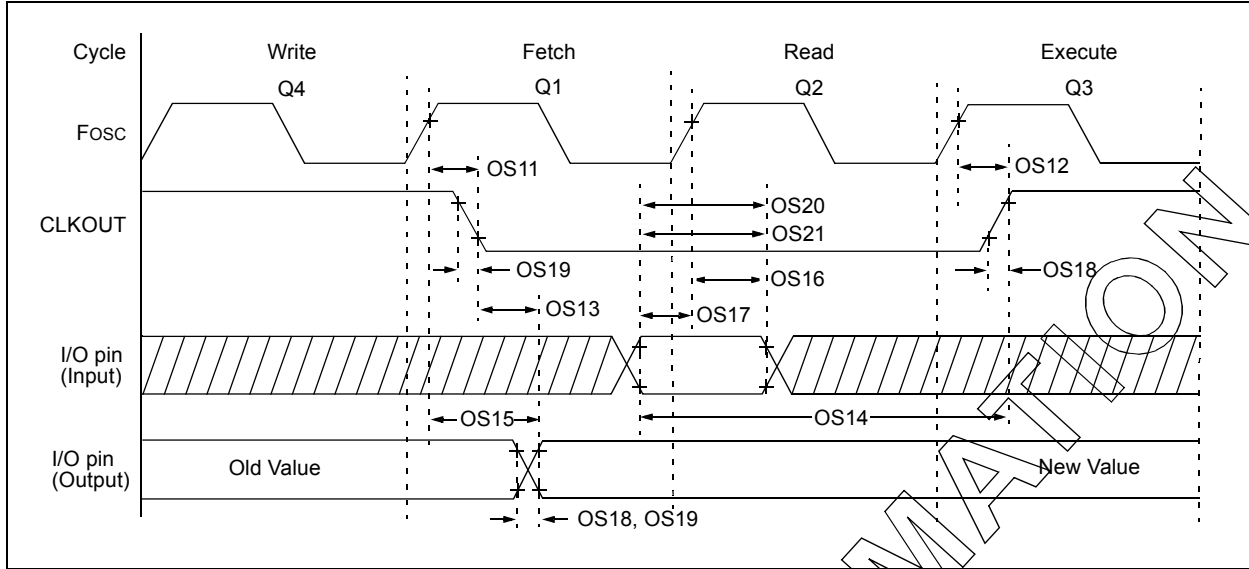 Cycle Write Fetch Read Execute
Q4 Q1 Q2 Q3
FOSC
OS11 OS12
OS20
CLKOUT
OS21
OS19 OS16 OS18
OS13 OS17
I/O pin
(Input)
OS15 OS14
I/O pin
(Output)
Old Value New Value
OS18, OS19